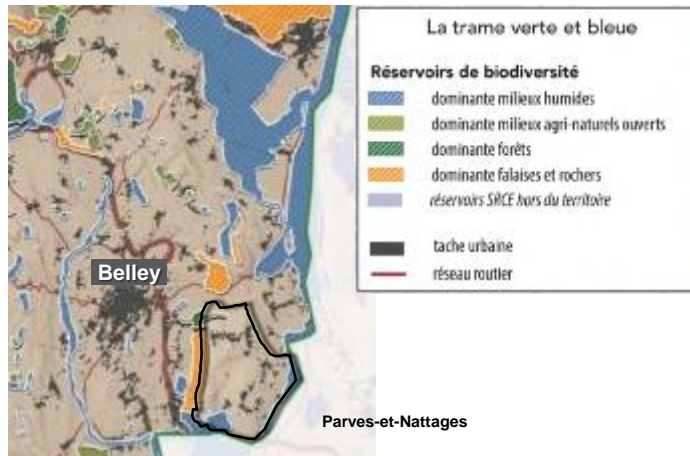 La trame verte et bleue
Réservoirs de biodiversité
dominante milieux humides
dominante milieux agri-naturels ouverts
dominante forêts
dominante falaises et rochers
réservoirs SRCE hors du territoire
tache urbaine
réseau routier
Belley
Parves-et-Nattages